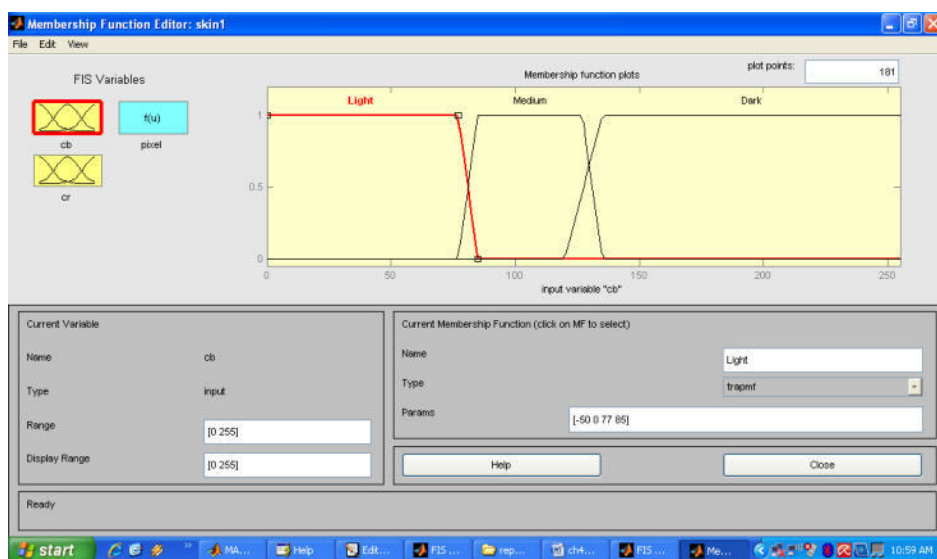 Membership Function Editor: skin1
File Edit View
FIS Variables
Membership function plots
plot points:
181
f(u)
cb
pixel
cr
Light
Medium
Dark
1
0.5
0
0
50
100
150
200
250
input variable "cb"
Current Variable
Name
cb
Type
input
Range
[0 255]
Display Range
[0 255]
Current Membership Function (click on MF to select)
Name
Light
Type
trapmf
Params
[-50 0 77 85]
Help
Close
Ready
start
MA...
Help
Edit...
FIS ...
rep...
ch4...
FIS ...
Me...
10:59 AM